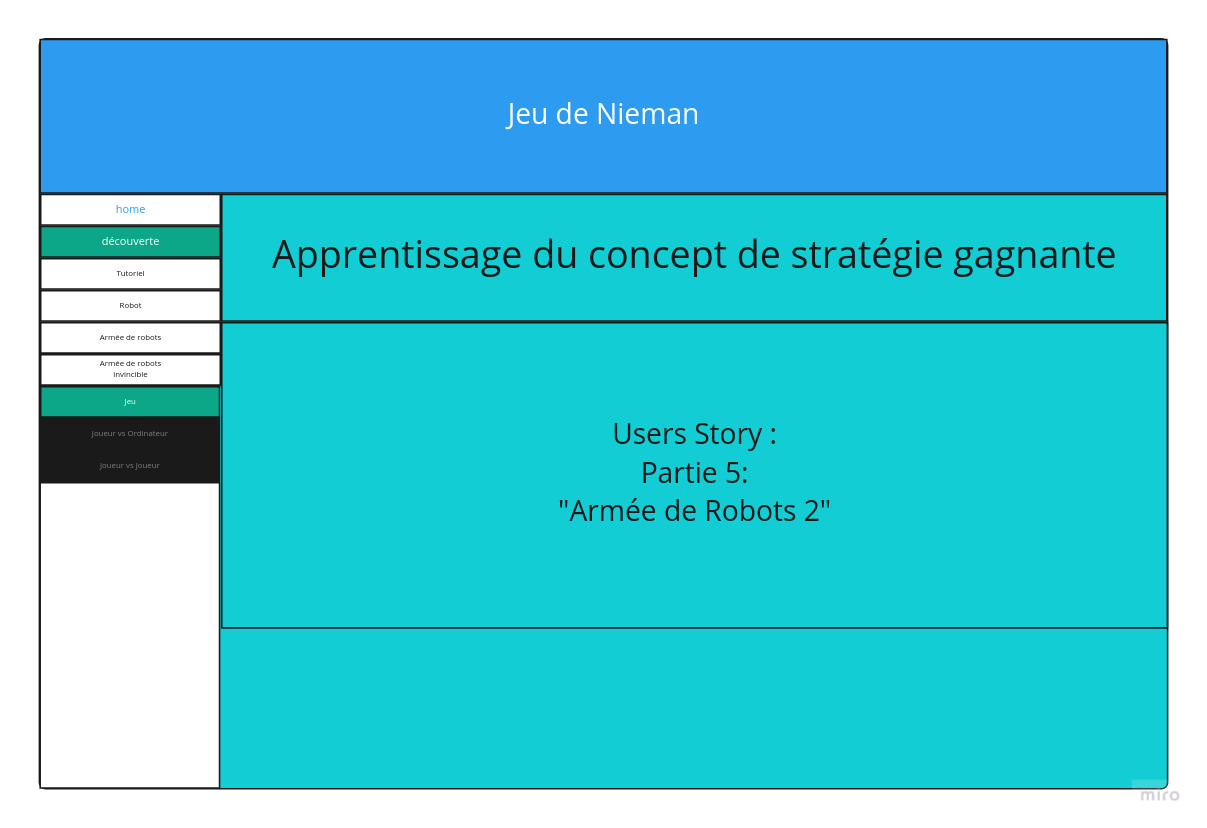 Jeu de Nieman
home
découverte
Tutoriel
Robot
Armée de robots
Armée de robots
invincible
Jeu
Joueur vs Ordinateur
Joueur vs Joueur
Apprentissage du concept de stratégie gagnante
Users Story :
Partie 5:
"Armée de Robots 2"
miro